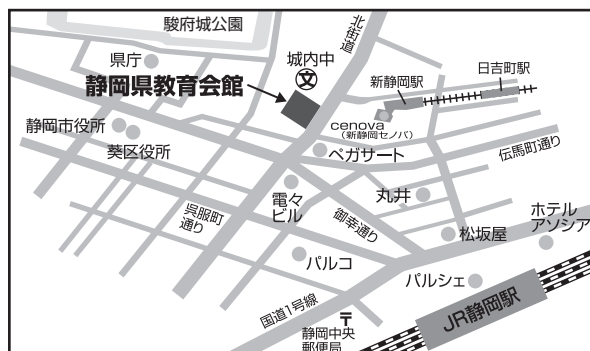 駿府城公園
北街道
県庁
城内中
文
静岡県教育会館
新静岡駅
日吉町駅
cenova
(新静岡セノバ)
静岡市役所
葵区役所
ペガサート
伝馬町通り
電々
ビル
丸井
呉服町
通り
御幸通り
ホテル
アソシア
松坂屋
パルコ
パルシェ
国道1号線
JR静岡駅
〒
静岡中央
郵便局